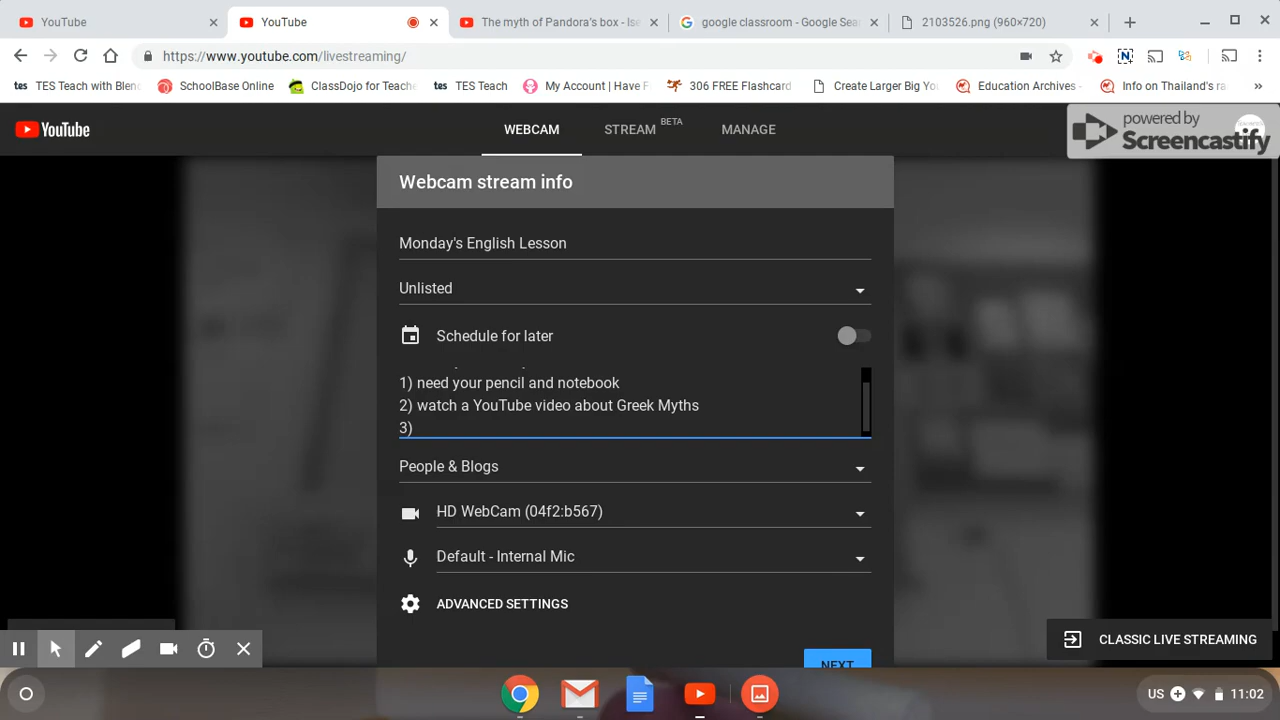 YouTube
YouTube
The myth of Pandora's box - Ise
google classroom - Google Sea
2103526.png (960×720)
https://www.youtube.com/livestreaming/
tes TES Teach with Blen
SchoolBase Online
ClassDojo for Teache
tes TES Teach
My Account | Have F
306 FREE Flashcard
Create Larger Big You
Education Archives -
Info on Thailand's ra
»
YouTube
WEBCAM
STREAM BETA
MANAGE
powered by
Screencastify
Webcam stream info
Monday's English Lesson
Unlisted
Schedule for later
1) need your pencil and notebook
2) watch a YouTube video about Greek Myths
3)
People & Blogs
HD WebCam (04f2:b567)
Default - Internal Mic
ADVANCED SETTINGS
CLASSIC LIVE STREAMING
NEXT
US
11:02